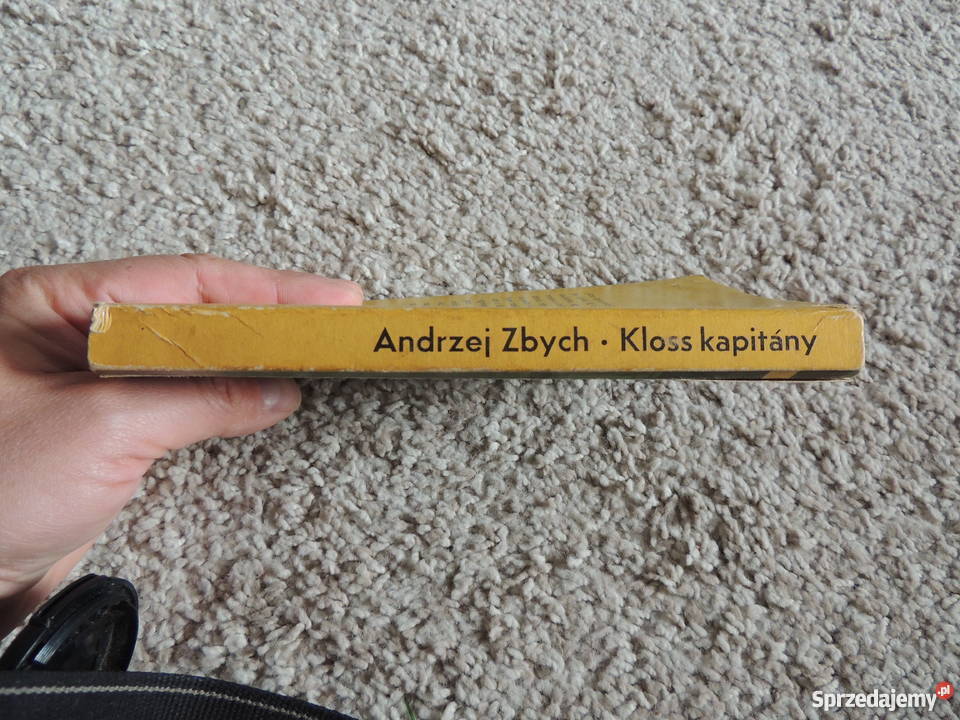 Andrzej Zbych · Kloss kapitány
Sprzedajemy.pl